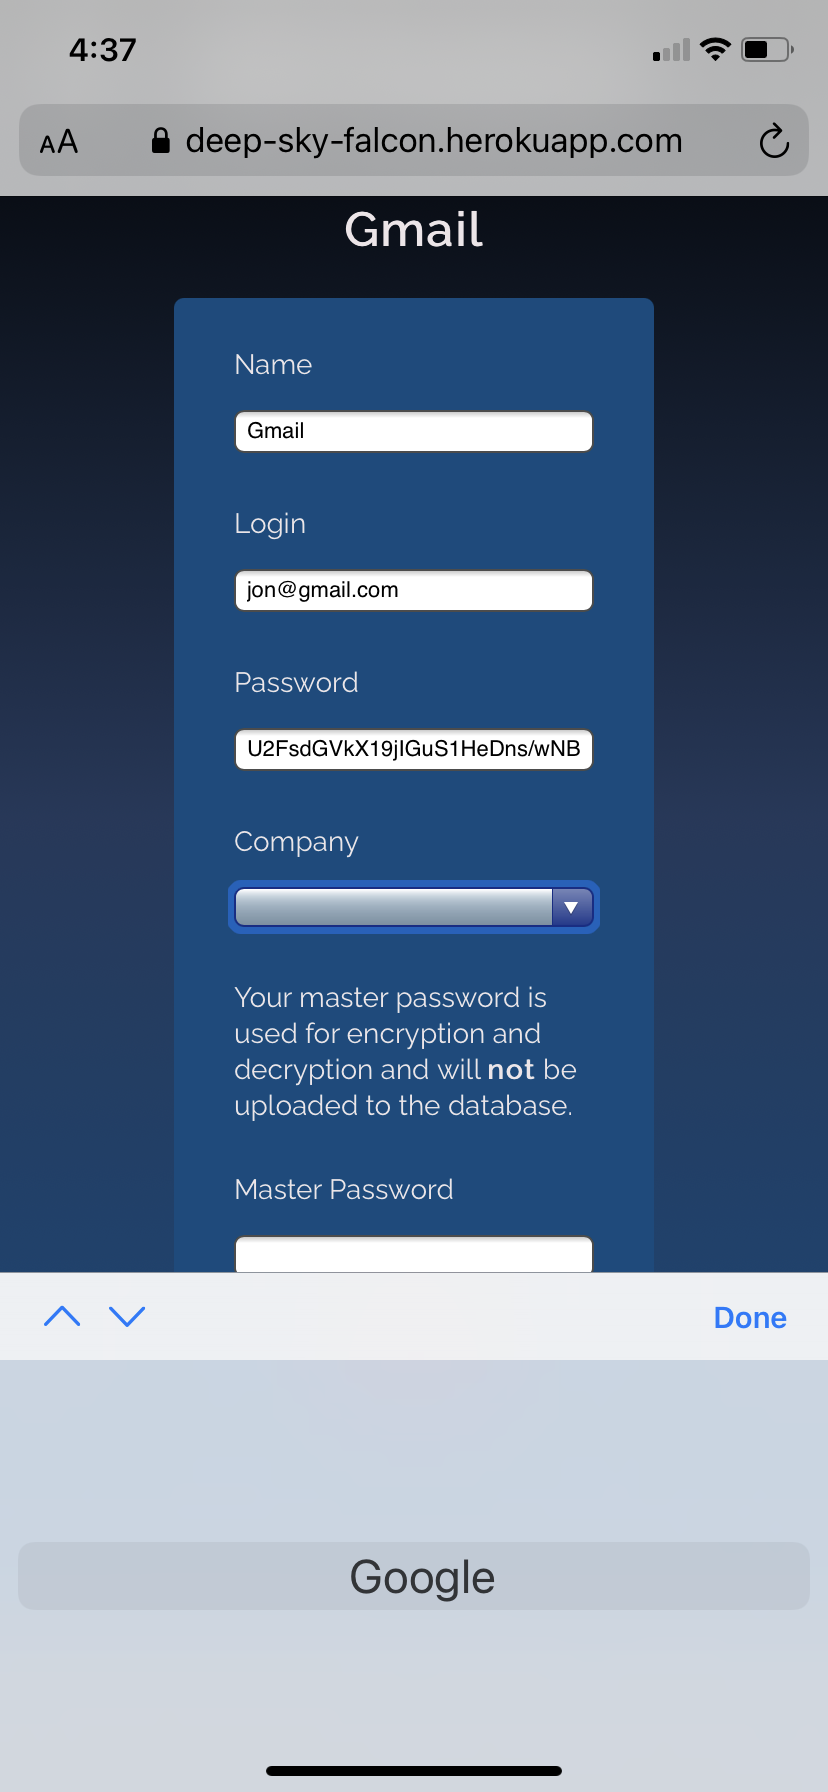 4:37
AA deep-sky-falcon.herokuapp.com
Gmail
Name
Gmail
Login
jon@gmail.com
Password
U2FsdGVkX19jIGuS1HeDns/wNB
Company
Your master password is
used for encryption and
decryption and will not be
uploaded to the database.
Master Password
Done
Google